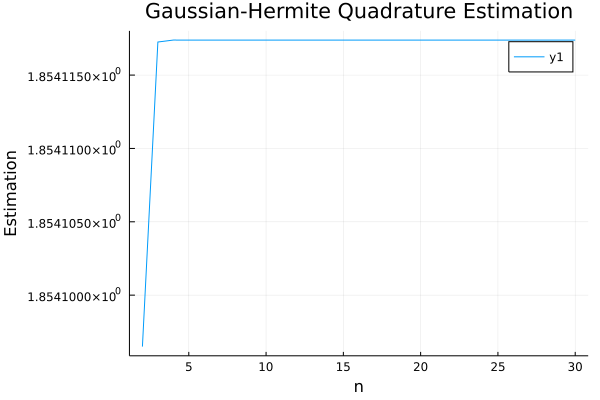 Gaussian-Hermite Quadrature Estimation
y1
1.8541150×10⁰
1.8541100×10⁰
1.8541050×10⁰
1.8541000×10⁰
Estimation
5 10 15 20 25 30
n